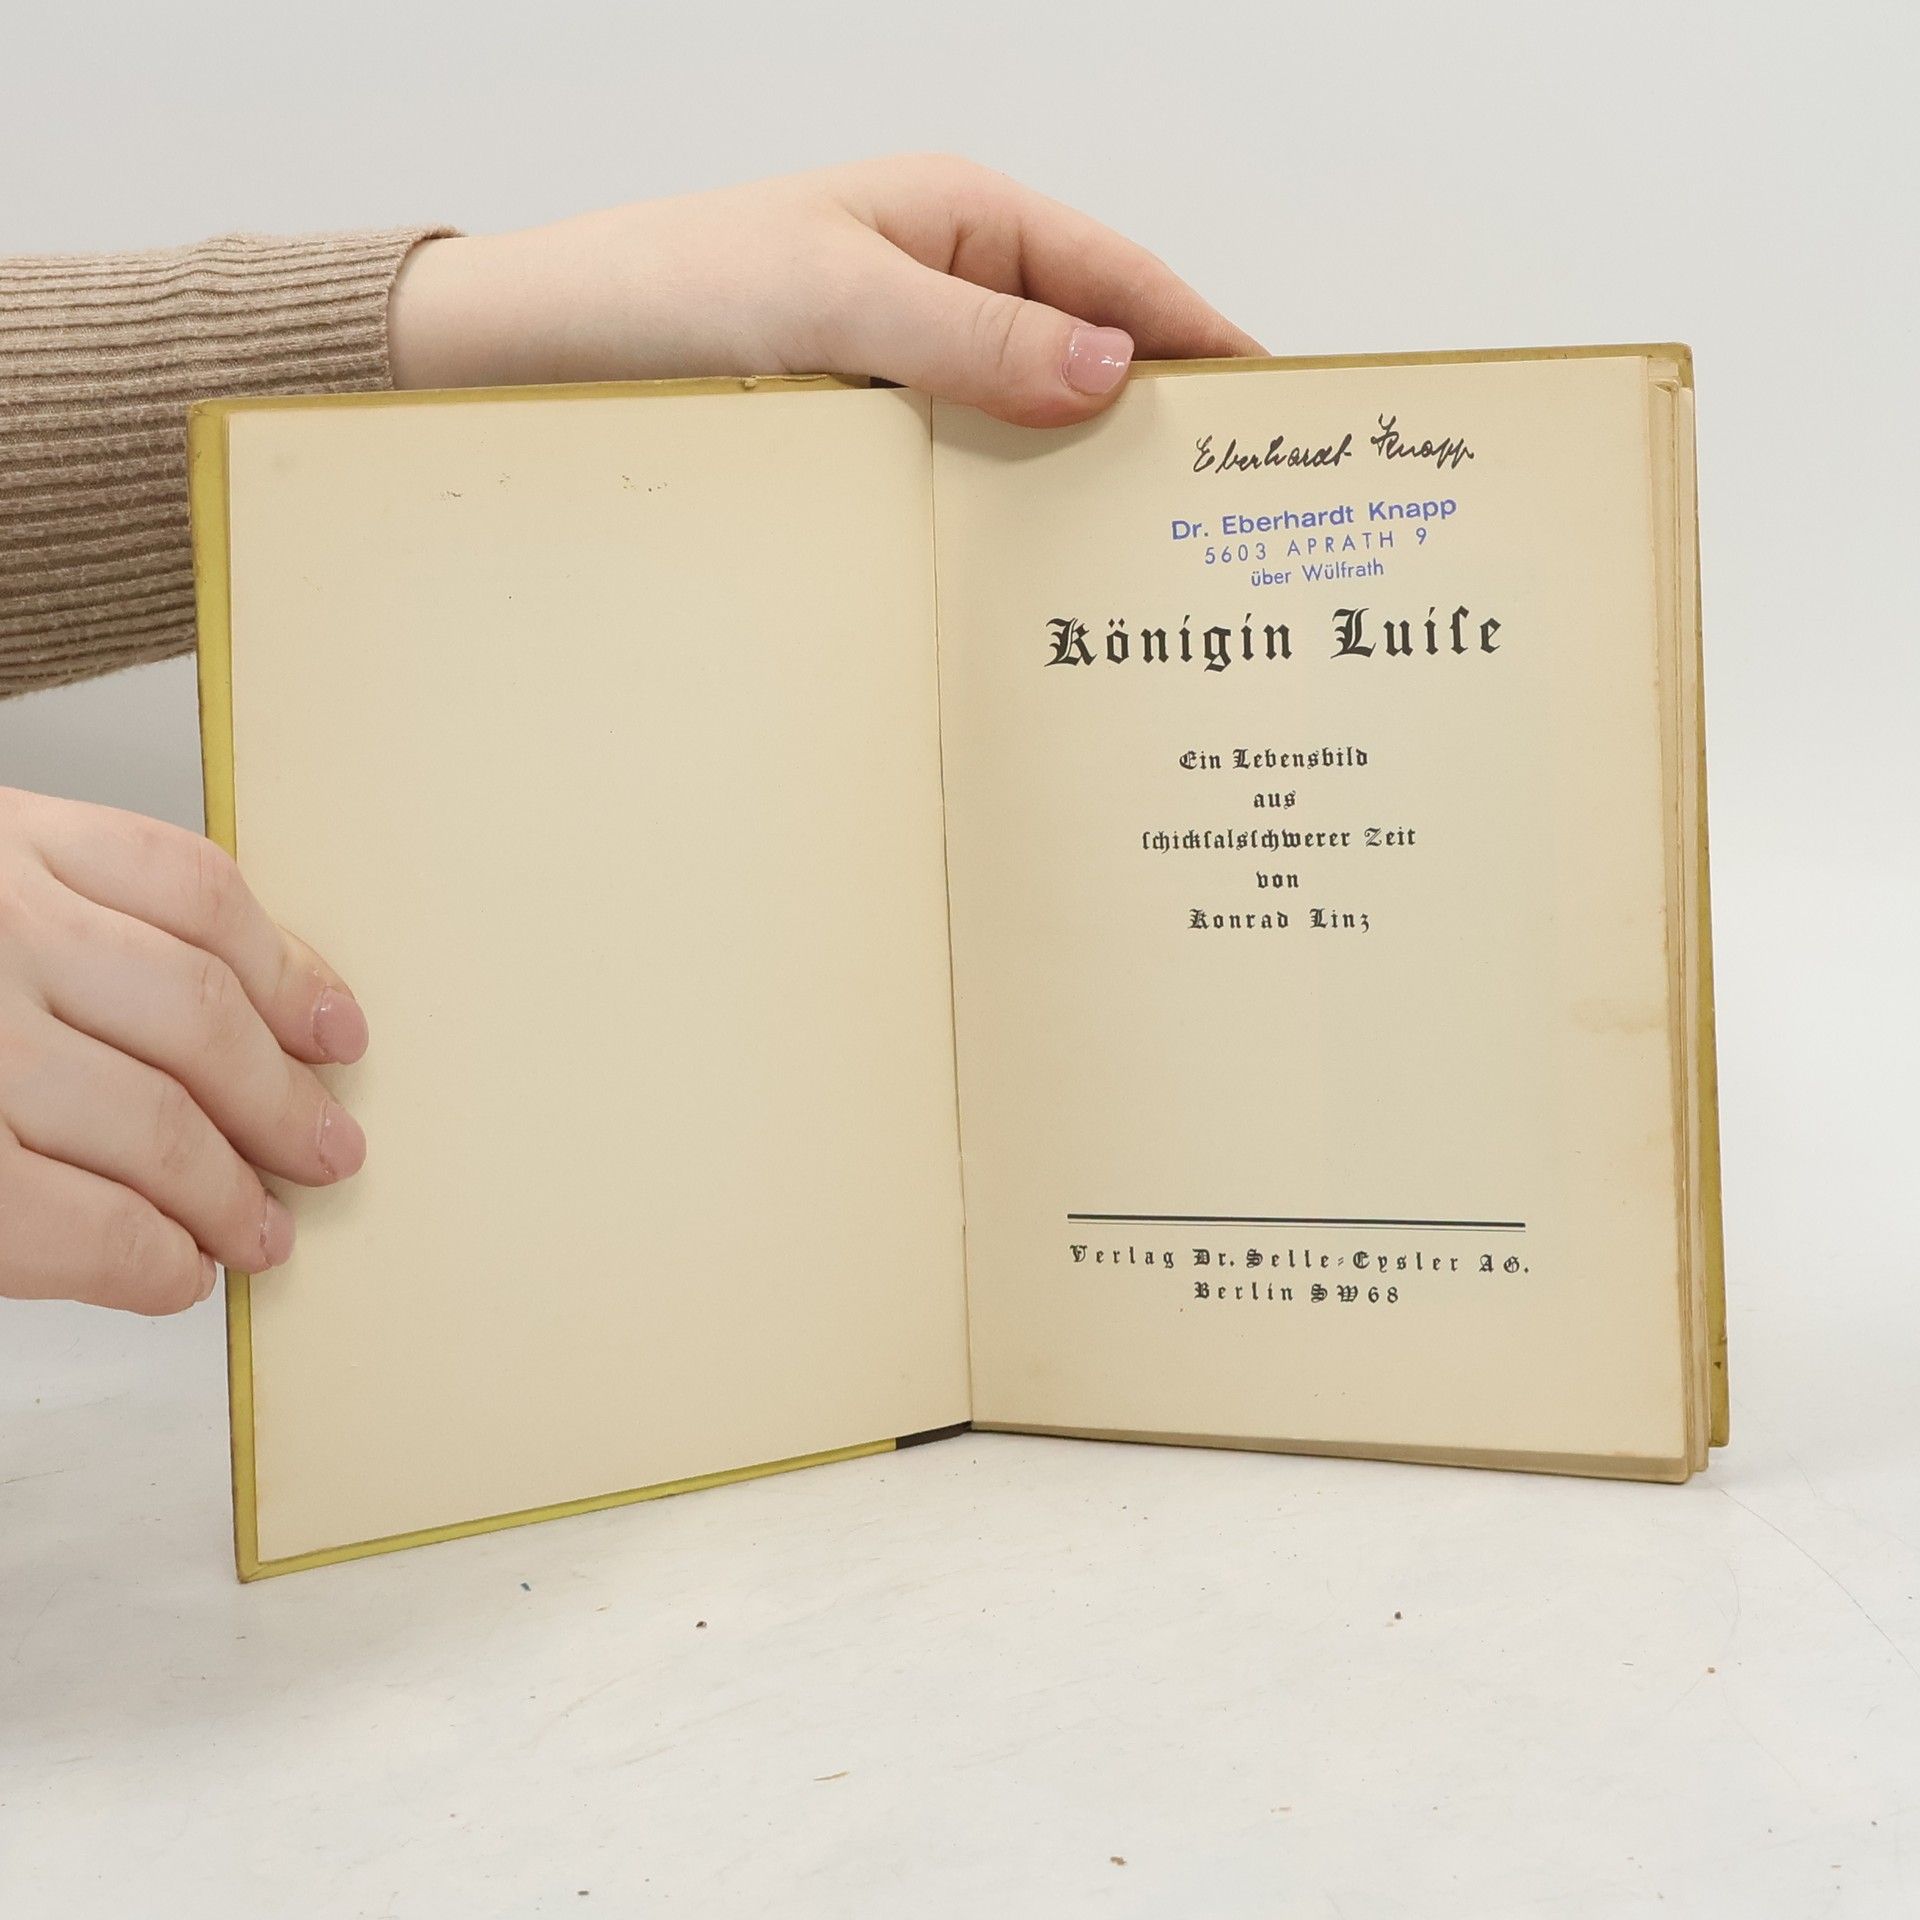 Eberhardt Knapp
Dr. Eberhardt Knapp
5603 APRATH 9
über Wülfrath
Königin Luiſe
Ein Lebensbild
aus
ſchickſalsſchwerer Zeit
von
Konrad Linz
Verlag Dr. Selle⸗Eysler AG.
Berlin SW68